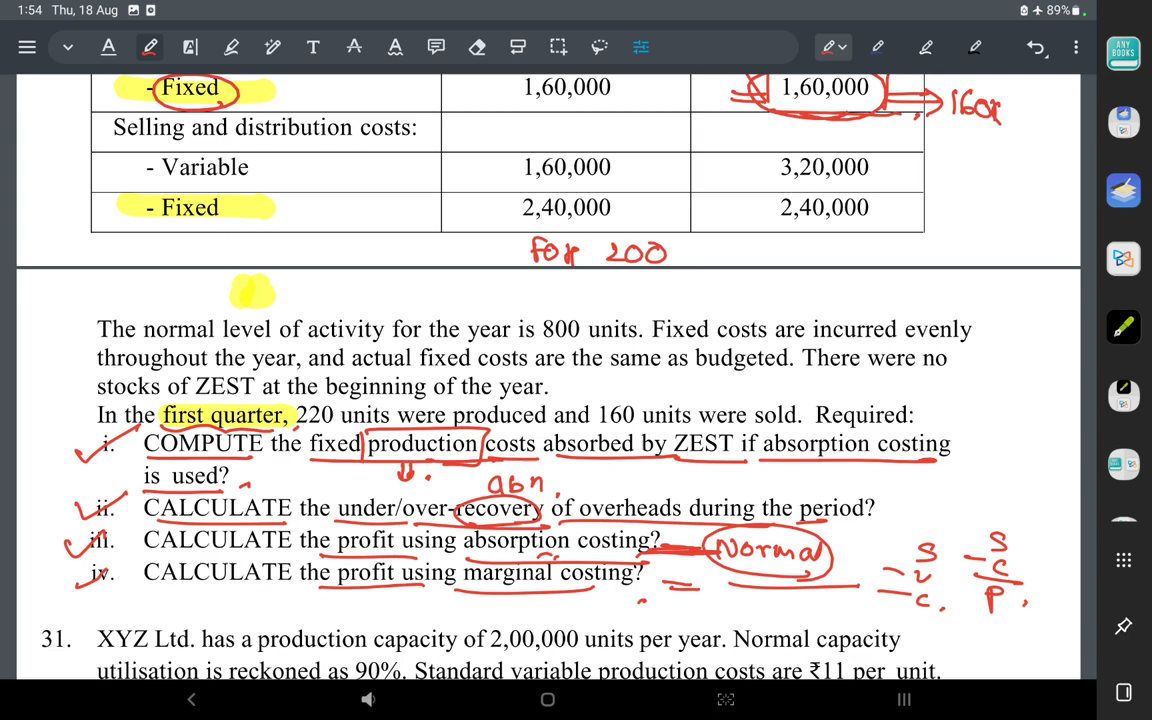 1:54 Thu, 18 Aug
89%
- Fixed 1,60,000 1,60,000 160x
Selling and distribution costs:
- Variable 1,60,000 3,20,000
- Fixed 2,40,000 2,40,000
for 200
The normal level of activity for the year is 800 units. Fixed costs are incurred evenly
throughout the year, and actual fixed costs are the same as budgeted. There were no
stocks of ZEST at the beginning of the year.
In the first quarter, 220 units were produced and 160 units were sold. Required:
i. COMPUTE the fixed production costs absorbed by ZEST if absorption costing
is used?
abn.
ii. CALCULATE the under/over-recovery of overheads during the period?
iii. CALCULATE the profit using absorption costing? Normal
iv. CALCULATE the profit using marginal costing? =
S
- v
C.
S
- C
P.
31. XYZ Ltd. has a production capacity of 2,00,000 units per year. Normal capacity
utilisation is reckoned as 90%. Standard variable production costs are ₹11 per unit.
ANY
BOOKS